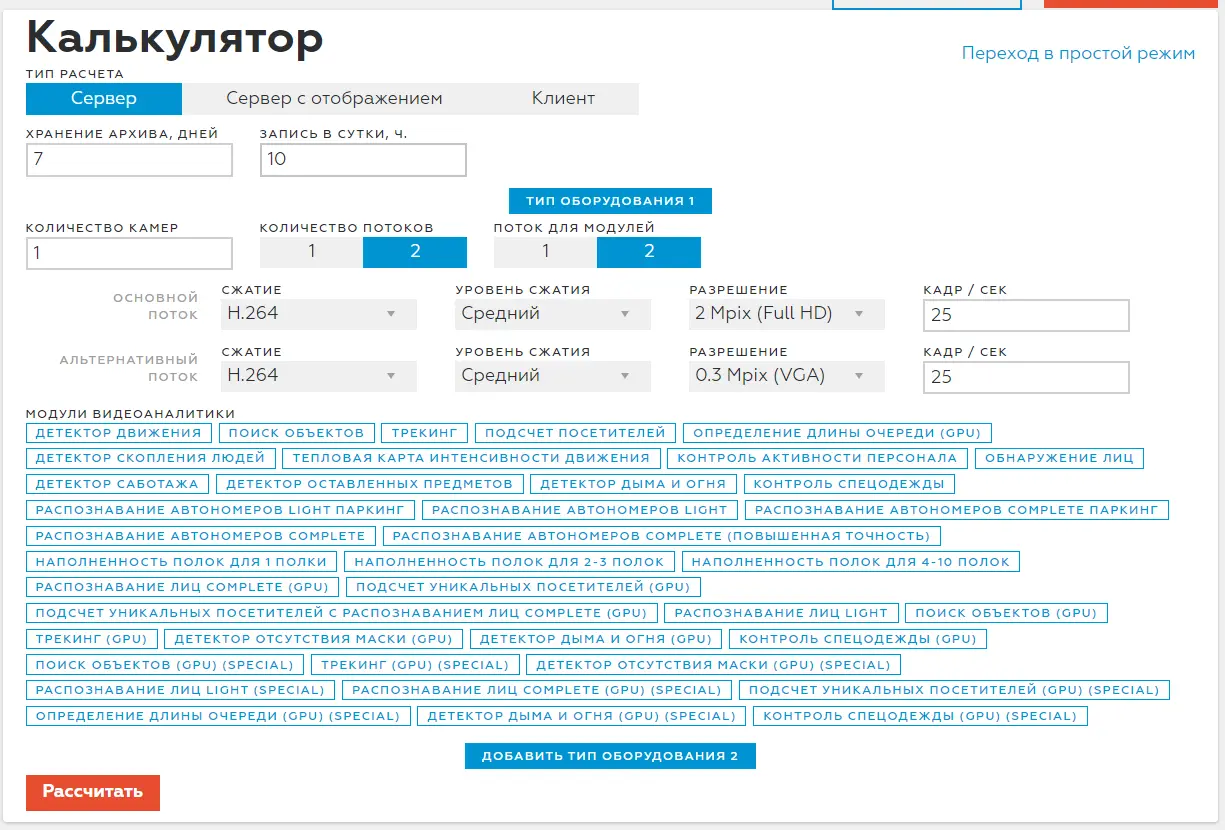 Калькулятор
Переход в простой режим
ТИП РАСЧЕТА
Сервер Сервер с отображением Клиент
ХРАНЕНИЕ АРХИВА, ДНЕЙ ЗАПИСЬ В СУТКИ, Ч.
7 10
ТИП ОБОРУДОВАНИЯ 1
КОЛИЧЕСТВО КАМЕР КОЛИЧЕСТВО ПОТОКОВ ПОТОК ДЛЯ МОДУЛЕЙ
1 1 2 1 2
ОСНОВНОЙ ПОТОК
СЖАТИЕ УРОВЕНЬ СЖАТИЯ РАЗРЕШЕНИЕ КАДР / СЕК
H.264 Средний 2 Mpix (Full HD) 25
АЛЬТЕРНАТИВНЫЙ ПОТОК
СЖАТИЕ УРОВЕНЬ СЖАТИЯ РАЗРЕШЕНИЕ КАДР / СЕК
H.264 Средний 0.3 Mpix (VGA) 25
МОДУЛИ ВИДЕОАНАЛИТИКИ
ДЕТЕКТОР ДВИЖЕНИЯ ПОИСК ОБЪЕКТОВ ТРЕКИНГ ПОДСЧЕТ ПОСЕТИТЕЛЕЙ ОПРЕДЕЛЕНИЕ ДЛИНЫ ОЧЕРЕДИ (GPU)
ДЕТЕКТОР СКОПЛЕНИЯ ЛЮДЕЙ ТЕПЛОВАЯ КАРТА ИНТЕНСИВНОСТИ ДВИЖЕНИЯ КОНТРОЛЬ АКТИВНОСТИ ПЕРСОНАЛА ОБНАРУЖЕНИЕ ЛИЦ
ДЕТЕКТОР САБОТАЖА ДЕТЕКТОР ОСТАВЛЕННЫХ ПРЕДМЕТОВ ДЕТЕКТОР ДЫМА И ОГНЯ КОНТРОЛЬ СПЕЦОДЕЖДЫ
РАСПОЗНАВАНИЕ АВТОНОМЕРОВ LIGHT ПАРКИНГ РАСПОЗНАВАНИЕ АВТОНОМЕРОВ LIGHT РАСПОЗНАВАНИЕ АВТОНОМЕРОВ COMPLETE ПАРКИНГ
РАСПОЗНАВАНИЕ АВТОНОМЕРОВ COMPLETE РАСПОЗНАВАНИЕ АВТОНОМЕРОВ COMPLETE (ПОВЫШЕННАЯ ТОЧНОСТЬ)
НАПОЛНЕННОСТЬ ПОЛОК ДЛЯ 1 ПОЛКИ НАПОЛНЕННОСТЬ ПОЛОК ДЛЯ 2-3 ПОЛОК НАПОЛНЕННОСТЬ ПОЛОК ДЛЯ 4-10 ПОЛОК
РАСПОЗНАВАНИЕ ЛИЦ COMPLETE (GPU) ПОДСЧЕТ УНИКАЛЬНЫХ ПОСЕТИТЕЛЕЙ (GPU)
ПОДСЧЕТ УНИКАЛЬНЫХ ПОСЕТИТЕЛЕЙ С РАСПОЗНАВАНИЕМ ЛИЦ COMPLETE (GPU) РАСПОЗНАВАНИЕ ЛИЦ LIGHT ПОИСК ОБЪЕКТОВ (GPU)
ТРЕКИНГ (GPU) ДЕТЕКТОР ОТСУТСТВИЯ МАСКИ (GPU) ДЕТЕКТОР ДЫМА И ОГНЯ (GPU) КОНТРОЛЬ СПЕЦОДЕЖДЫ (GPU)
ПОИСК ОБЪЕКТОВ (GPU) (SPECIAL) ТРЕКИНГ (GPU) (SPECIAL) ДЕТЕКТОР ОТСУТСТВИЯ МАСКИ (GPU) (SPECIAL)
РАСПОЗНАВАНИЕ ЛИЦ LIGHT (SPECIAL) РАСПОЗНАВАНИЕ ЛИЦ COMPLETE (GPU) (SPECIAL) ПОДСЧЕТ УНИКАЛЬНЫХ ПОСЕТИТЕЛЕЙ (GPU) (SPECIAL)
ОПРЕДЕЛЕНИЕ ДЛИНЫ ОЧЕРЕДИ (GPU) (SPECIAL) ДЕТЕКТОР ДЫМА И ОГНЯ (GPU) (SPECIAL) КОНТРОЛЬ СПЕЦОДЕЖДЫ (GPU) (SPECIAL)
ДОБАВИТЬ ТИП ОБОРУДОВАНИЯ 2
Рассчитать